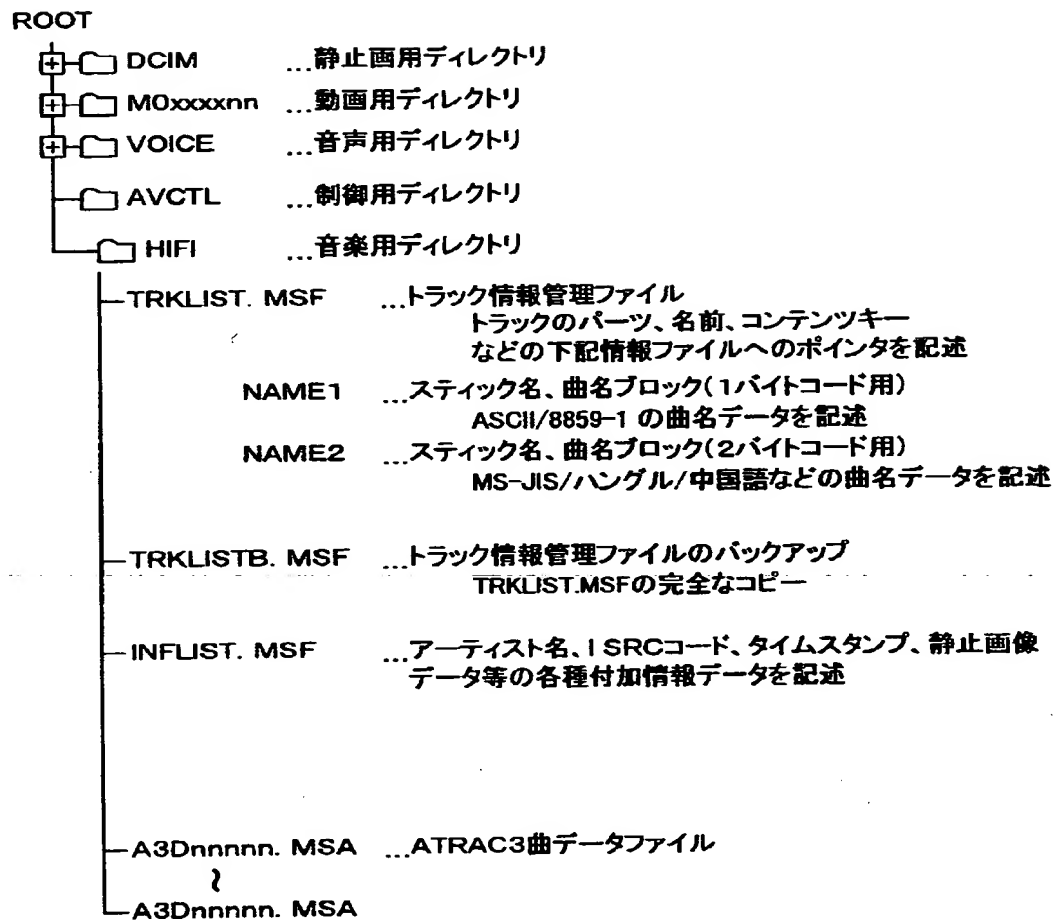 ROOT
DCIM ...静止画用ディレクトリ
M0xxxxnn ...動画用ディレクトリ
VOICE ...音声用ディレクトリ
AVCTL ...制御用ディレクトリ
HIFI ...音楽用ディレクトリ
TRKLIST. MSF ...トラック情報管理ファイル
トラックのパーツ、名前、コンテンツキー
などの下記情報ファイルへのポインタを記述
NAME1 ...スティック名、曲名ブロック(1バイトコード用)
ASCII/8859-1 の曲名データを記述
NAME2 ...スティック名、曲名ブロック(2バイトコード用)
MS-JIS/ハングル/中国語などの曲名データを記述
TRKLISTB. MSF ...トラック情報管理ファイルのバックアップ
TRKLIST.MSFの完全なコピー
INFLIST. MSF ...アーティスト名、ISRCコード、タイムスタンプ、静止画像
データ等の各種付加情報データを記述
A3Dnnnnn. MSA ...ATRAC3曲データファイル
~
A3Dnnnnn. MSA